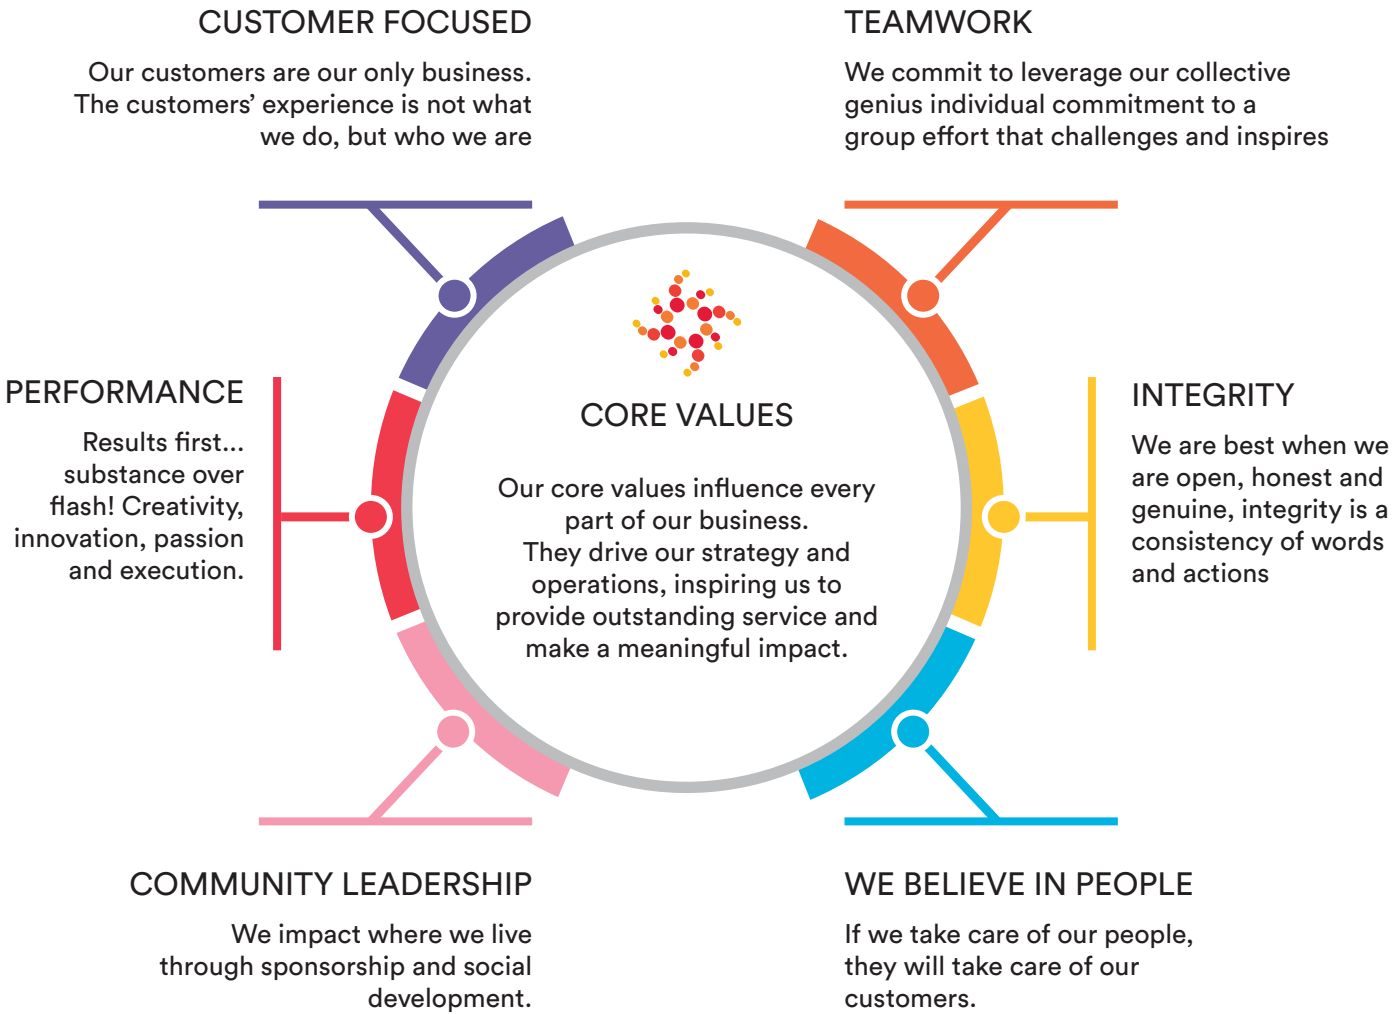 CUSTOMER FOCUSED
Our customers are our only business.
The customers’ experience is not what
we do, but who we are
TEAMWORK
We commit to leverage our collective
genius individual commitment to a
group effort that challenges and inspires
PERFORMANCE
Results first...
substance over
flash! Creativity,
innovation, passion
and execution.
CORE VALUES
Our core values influence every
part of our business.
They drive our strategy and
operations, inspiring us to
provide outstanding service and
make a meaningful impact.
INTEGRITY
We are best when we
are open, honest and
genuine, integrity is a
consistency of words
and actions
COMMUNITY LEADERSHIP
We impact where we live
through sponsorship and social
development.
WE BELIEVE IN PEOPLE
If we take care of our people,
they will take care of our
customers.